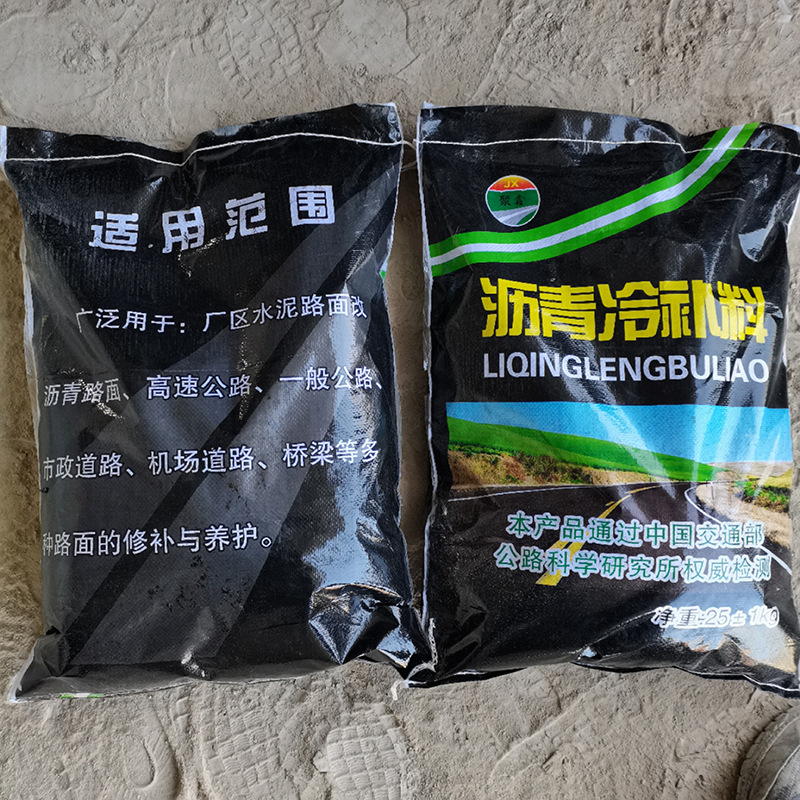 适用范围
广泛用于：厂区水泥路面改
沥青路面、高速公路、一般公路、
市政道路、机场道路、桥梁等多
种路面的修补与养护。
JX
聚鑫
沥青冷补料
LIQINGLENGBULIAO
本产品通过中国交通部
公路科学研究所权威检测
净重:25±1kg